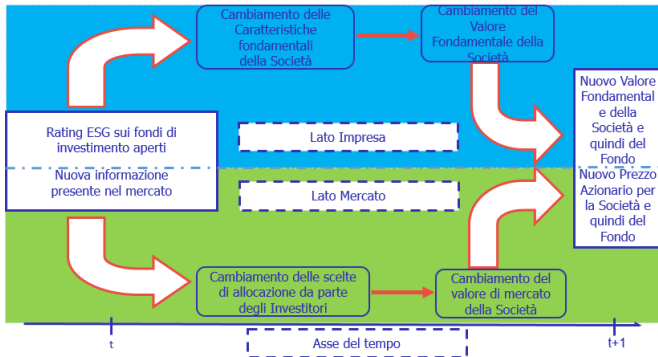 Cambiamento delle
Caratteristiche
fondamentali
della Società
Cambiamento del
Valore
Fondamentale della
Società
Rating ESG sui fondi di
investimento aperti
Nuova informazione
presente nel mercato
Lato Impresa
Lato Mercato
Nuovo Valore
Fondamental
e della
Società e
quindi del
Fondo
Nuovo Prezzo
Azionario per
la Società e
quindi del
Fondo
Cambiamento delle scelte
di allocazione da parte
degli Investitori
Cambiamento del
valore di mercato
della Società
t
Asse del tempo
t+1